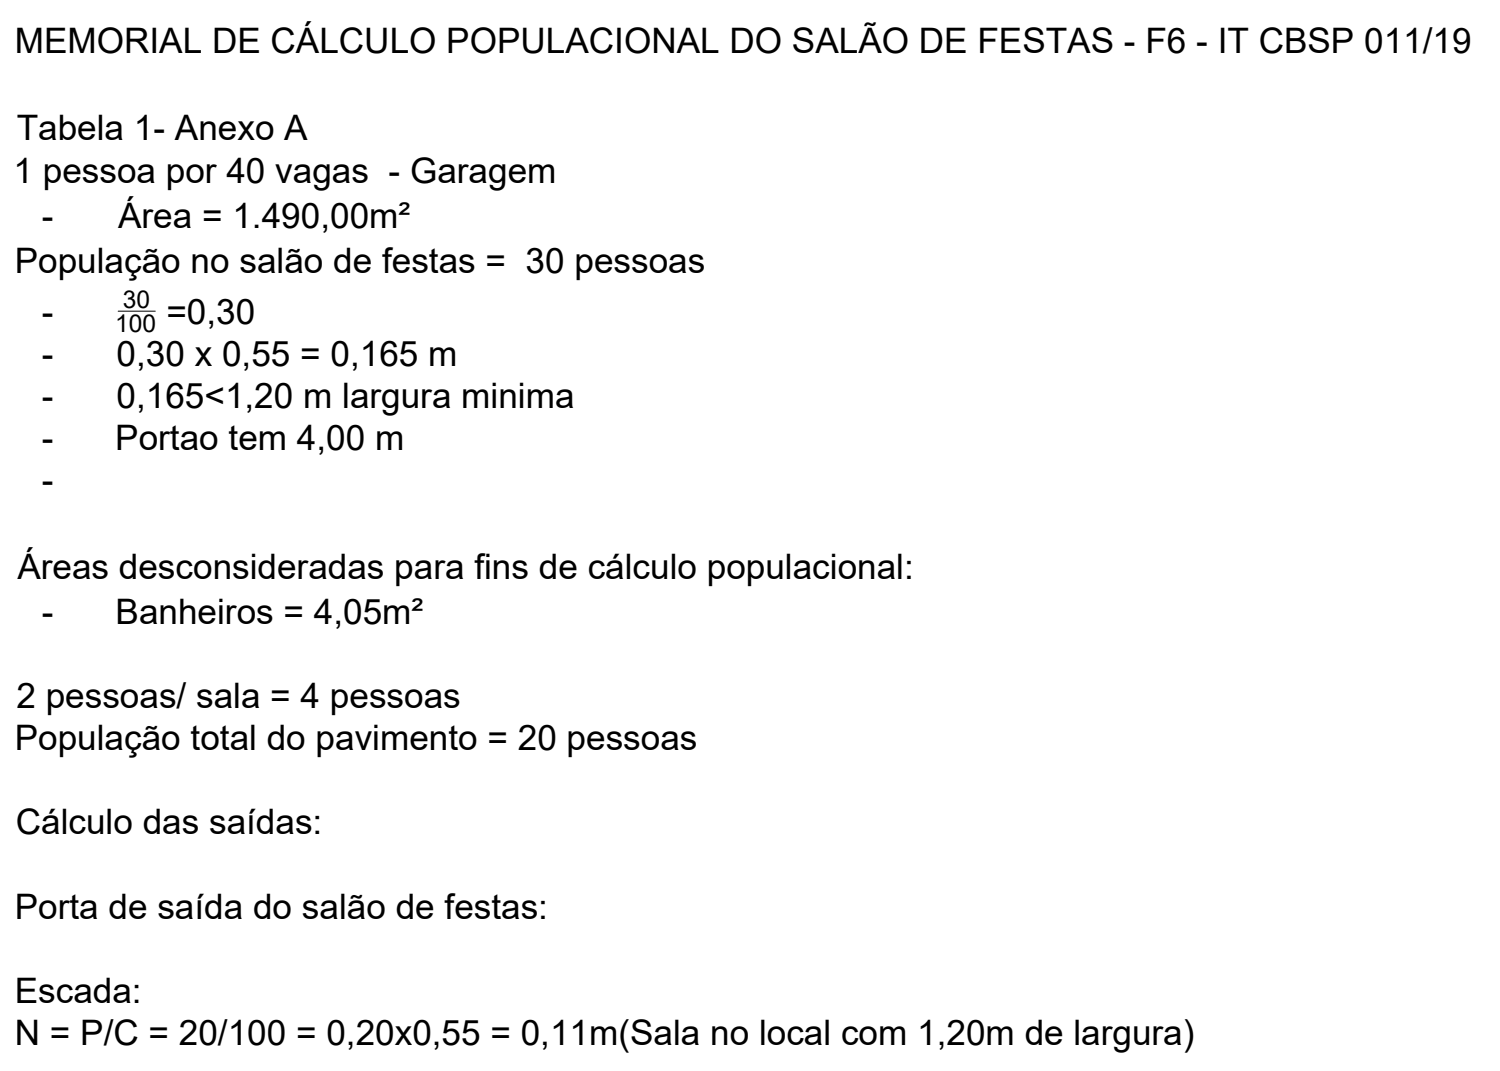 MEMORIAL DE CÁLCULO POPULACIONAL DO SALÃO DE FESTAS - F6 - IT CBSP 011/19
Tabela 1- Anexo A
1 pessoa por 40 vagas - Garagem
- Área = 1.490,00m²
População no salão de festas = 30 pessoas
- 30/100 =0,30
- 0,30 x 0,55 = 0,165 m
- 0,165<1,20 m largura minima
- Portao tem 4,00 m
-
Áreas desconsideradas para fins de cálculo populacional:
- Banheiros = 4,05m²
2 pessoas/ sala = 4 pessoas
População total do pavimento = 20 pessoas
Cálculo das saídas:
Porta de saída do salão de festas:
Escada:
N = P/C = 20/100 = 0,20x0,55 = 0,11m(Sala no local com 1,20m de largura)